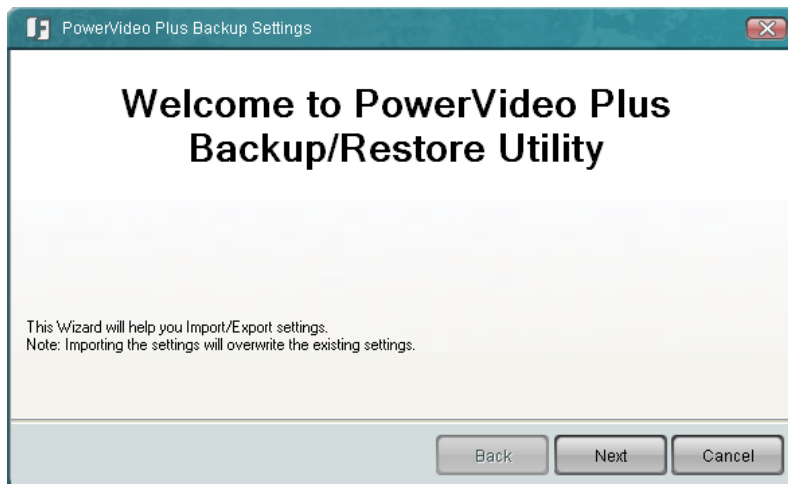 PowerVideo Plus Backup Settings
Welcome to PowerVideo Plus
Backup/Restore Utility
This Wizard will help you Import/Export settings.
Note: Importing the settings will overwrite the existing settings.
Back
Next
Cancel